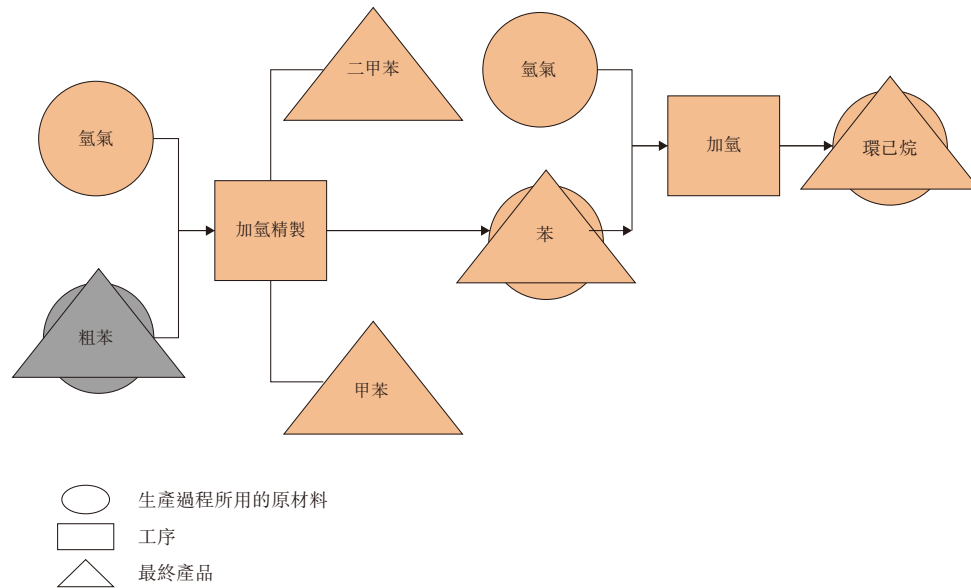 二甲苯
氫氣
氫氣
加氫
環己烷
加氫精製
苯
粗苯
甲苯
生產過程所用的原材料
工序
最終產品